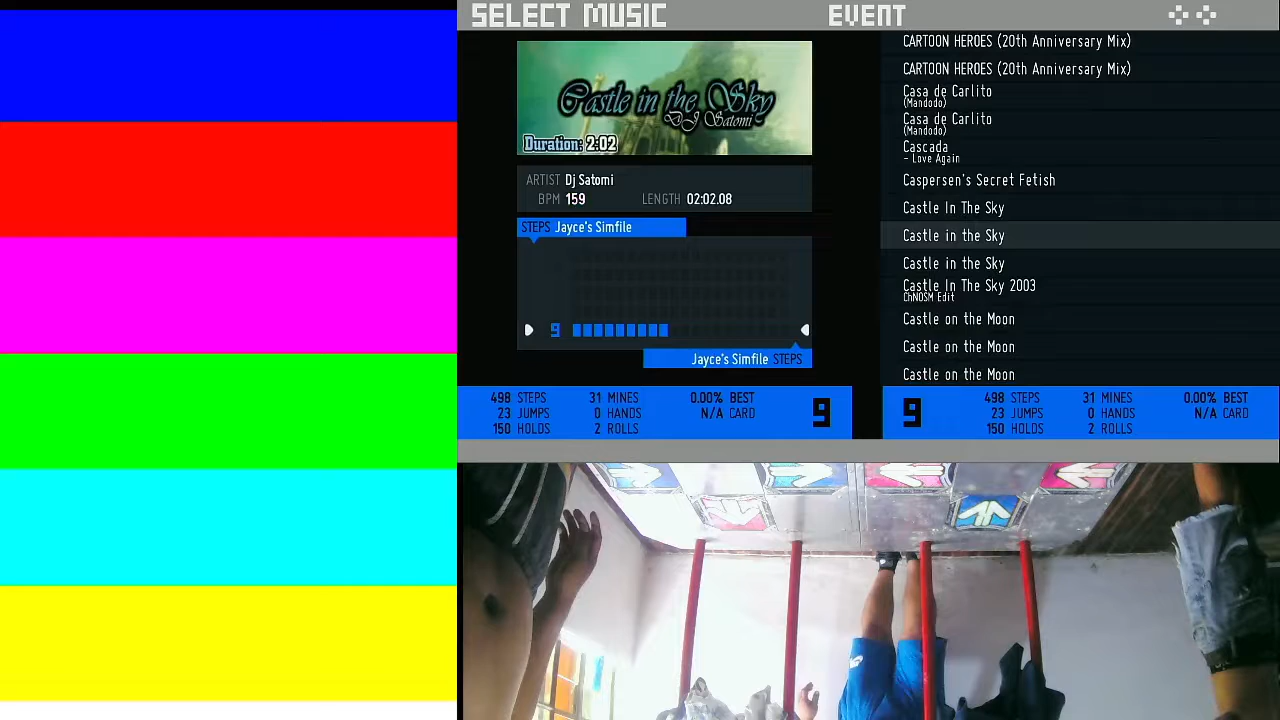 SELECT MUSIC
EVENT
Castle in the Sky
DJ Satomi
Duration: 2:02
ARTIST Dj Satomi
BPM 159 LENGTH 02:02.08
STEPS Jayce's Simfile
9
Jayce's Simfile STEPS
CARTOON HEROES (20th Anniversary Mix)
CARTOON HEROES (20th Anniversary Mix)
Casa de Carlito
(Mandodo)
Casa de Carlito
(Mandodo)
Cascada
- Love Again
Caspersen's Secret Fetish
Castle In The Sky
Castle in the Sky
Castle in the Sky
Castle In The Sky 2003
ChNOSM Edit
Castle on the Moon
Castle on the Moon
Castle on the Moon
498 STEPS 31 MINES 0.00% BEST
23 JUMPS 0 HANDS N/A CARD
150 HOLDS 2 ROLLS
9
9
498 STEPS 31 MINES 0.00% BEST
23 JUMPS 0 HANDS N/A CARD
150 HOLDS 2 ROLLS